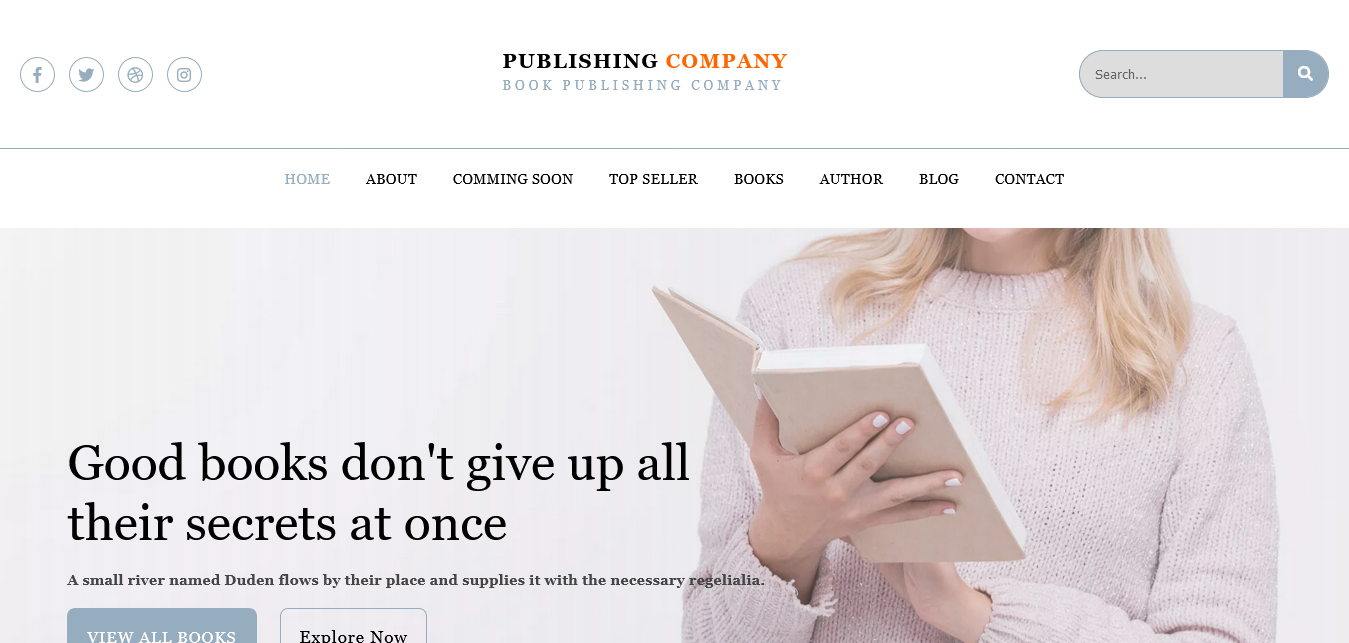 PUBLISHING COMPANY
BOOK PUBLISHING COMPANY
Search...
HOME ABOUT COMMING SOON TOP SELLER BOOKS AUTHOR BLOG CONTACT
Good books don't give up all
their secrets at once
A small river named Duden flows by their place and supplies it with the necessary regelialia.
VIEW ALL BOOKS Explore Now